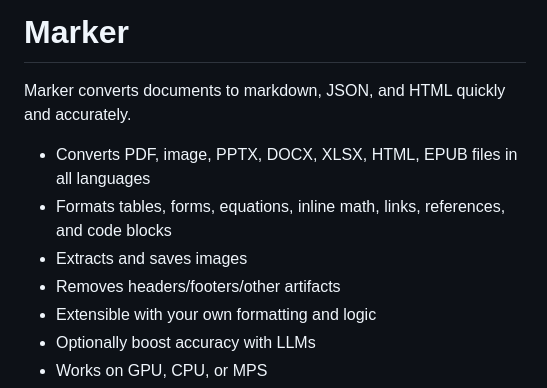 Marker
Marker converts documents to markdown, JSON, and HTML quickly
and accurately.
• Converts PDF, image, PPTX, DOCX, XLSX, HTML, EPUB files in
all languages
• Formats tables, forms, equations, inline math, links, references,
and code blocks
• Extracts and saves images
• Removes headers/footers/other artifacts
• Extensible with your own formatting and logic
• Optionally boost accuracy with LLMs
• Works on GPU, CPU, or MPS